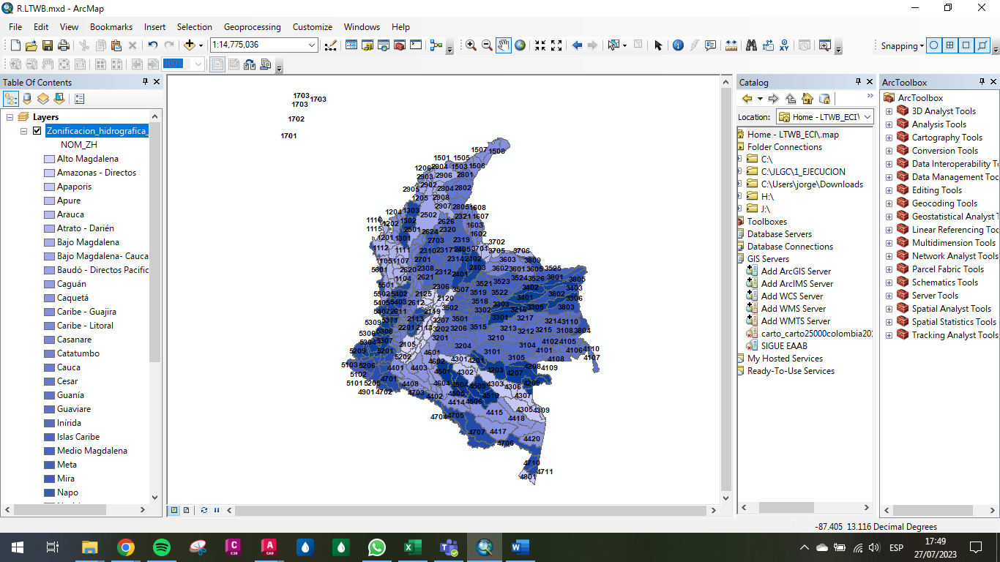 R.LTWB.mxd - ArcMap
File Edit View Bookmarks Insert Selection Geoprocessing Customize Windows Help
1:14,775,036
Snapping
100%
Table Of Contents
Layers
Zonificacion_hidrografica_
NOM_ZH
Alto Magdalena
Amazonas - Directos
Apaporis
Apure
Arauca
Atrato - Darién
Bajo Magdalena
Bajo Magdalena- Cauca
Baudó - Directos Pacific
Caguán
Caquetá
Caribe - Guajira
Caribe - Litoral
Casanare
Catatumbo
Cauca
Cesar
Guanía
Guaviare
Inírida
Islas Caribe
Medio Magdalena
Meta
Mira
Napo
1703
1703
1703
1702
1701
1507
1508
1501 1505
1206 2904 1503 1506
2903 2906 2801
2902 2804 2802
2905
1205 2908
2907 2805 1608
1204 1303
2502 2321 1607
1116 1202 1302 2626 1603
1115 2501 2624 2320 1602
1201 1301 2703 2319 3702
1112 1111 2310 2317 2405 3701 3705 3706
1105 1107 2701 2314 2402 3603 3809
5601 2620 2308 2312 2401 2403 3602 3601 3605 3525
1104 2621 3523 3524 3526 3801 3805
5501 2306 3507 3521 3402 3403
5502 5402 2125 2120 3519 3522 3401 3802 3306
5405 5403 2612 3518 3303 3305 3803
5407 2611 2119 3502 3302 3218
5309 5311 2113 3207 3501 3301 3217 3214 3110
5306 5308 2201 2114 3202 3206 3515 3213 3212 3215 3108 3804
5304 5307 2105 3201 3210 4102 4105
5209 5201 3204 3104 4101 4106 4110
5202 4601 3101 3105 4108 4107
5103 5206 4602 4301 4201 4208 4109
5102 4401 4403 4501 4302 4203 4207
5101 5205 4701 4408 4604 4504 4509 4303 4306 4209
4901 4702 4703 4402 4505 4510 4307
4414 4506 4305 4309
4704 4705 4415 4418
4707 4417 4420
4706
4710
4711
4801
Catalog
Location: Home - LTWB_ECI\
Home - LTWB_ECI\.map
Folder Connections
C:\
C:\JLGC\1_EJECUCION
C:\Users\jorge\Downloads
H:\
J:\
Toolboxes
Database Servers
Database Connections
GIS Servers
Add ArcGIS Server
Add ArcIMS Server
Add WCS Server
Add WMS Server
Add WMTS Server
carto_carto25000colombia20
SIGUE EAAB
My Hosted Services
Ready-To-Use Services
ArcToolbox
ArcToolbox
3D Analyst Tools
Analysis Tools
Cartography Tools
Conversion Tools
Data Interoperability T
Data Management Toc
Editing Tools
Geocoding Tools
Geostatistical Analyst T
Linear Referencing Toc
Multidimension Tools
Network Analyst Tools
Parcel Fabric Tools
Schematics Tools
Server Tools
Spatial Analyst Tools
Spatial Statistics Tools
Tracking Analyst Tools
-87.405 13.116 Decimal Degrees
ESP
17:49
27/07/2023